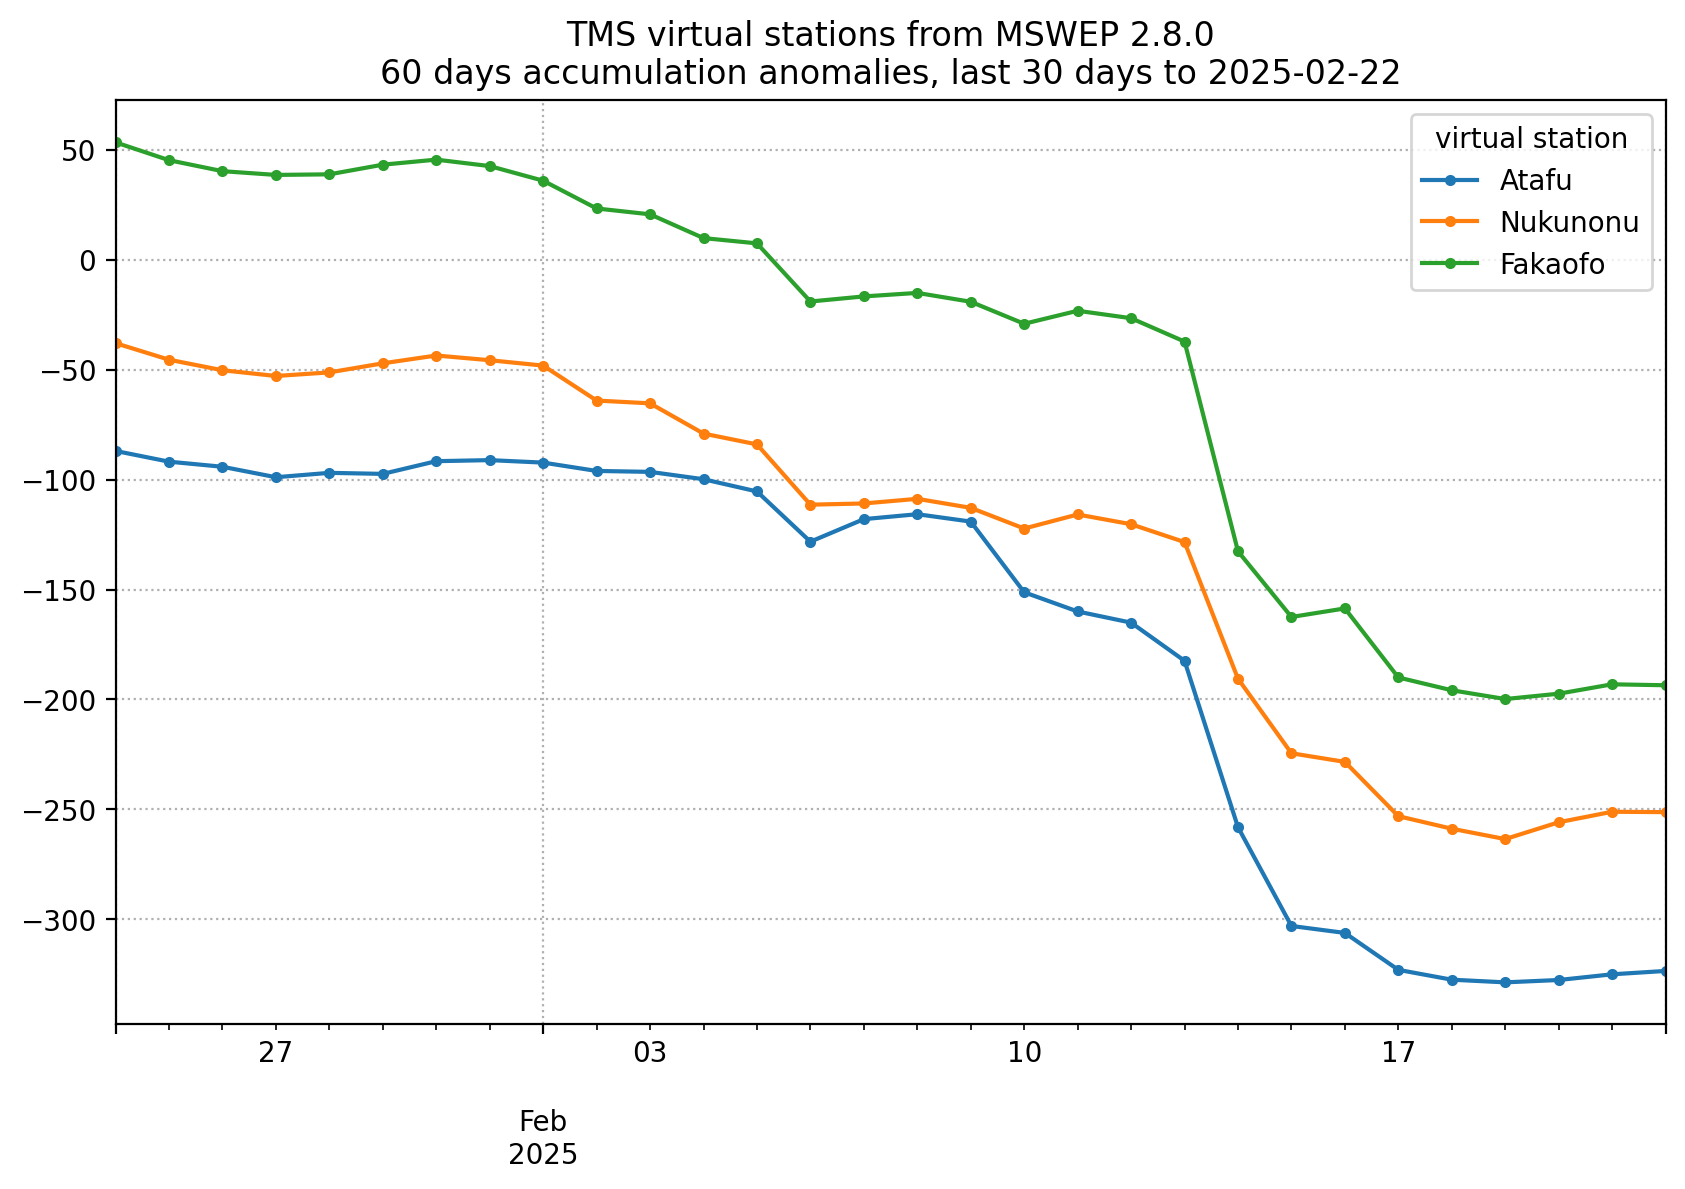 TMS virtual stations from MSWEP 2.8.0
60 days accumulation anomalies, last 30 days to 2025-02-22
virtual station
Atafu
Nukunonu
Fakaofo
50
0
−50
−100
−150
−200
−250
−300
27
03
10
17
Feb
2025